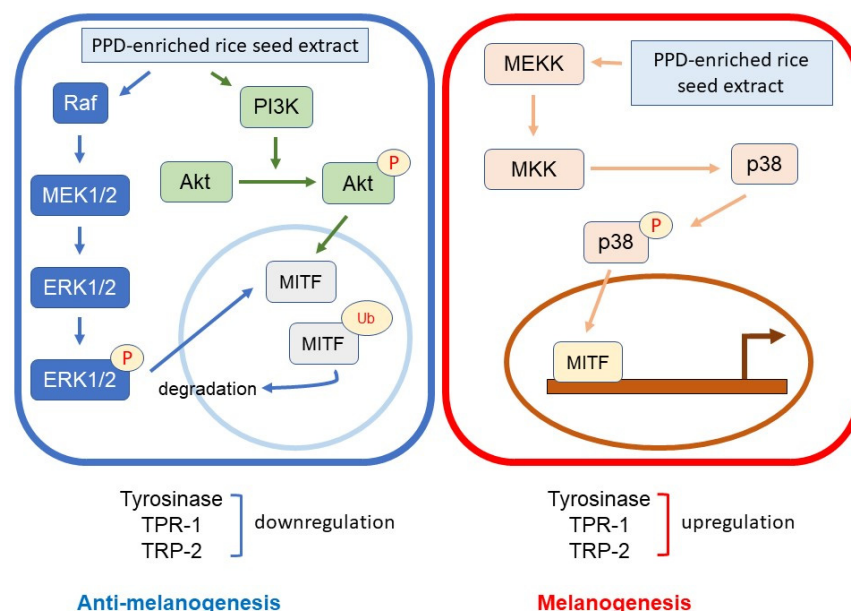 PPD-enriched rice seed extract
Raf
PI3K
Akt
Akt
P
MEK1/2
ERK1/2
ERK1/2
P
MITF
MITF
Ub
degradation
Tyrosinase
TPR-1
TRP-2
downregulation
Anti-melanogenesis
MEKK
PPD-enriched rice
seed extract
MKK
p38
p38
P
MITF
Tyrosinase
TPR-1
TRP-2
upregulation
Melanogenesis